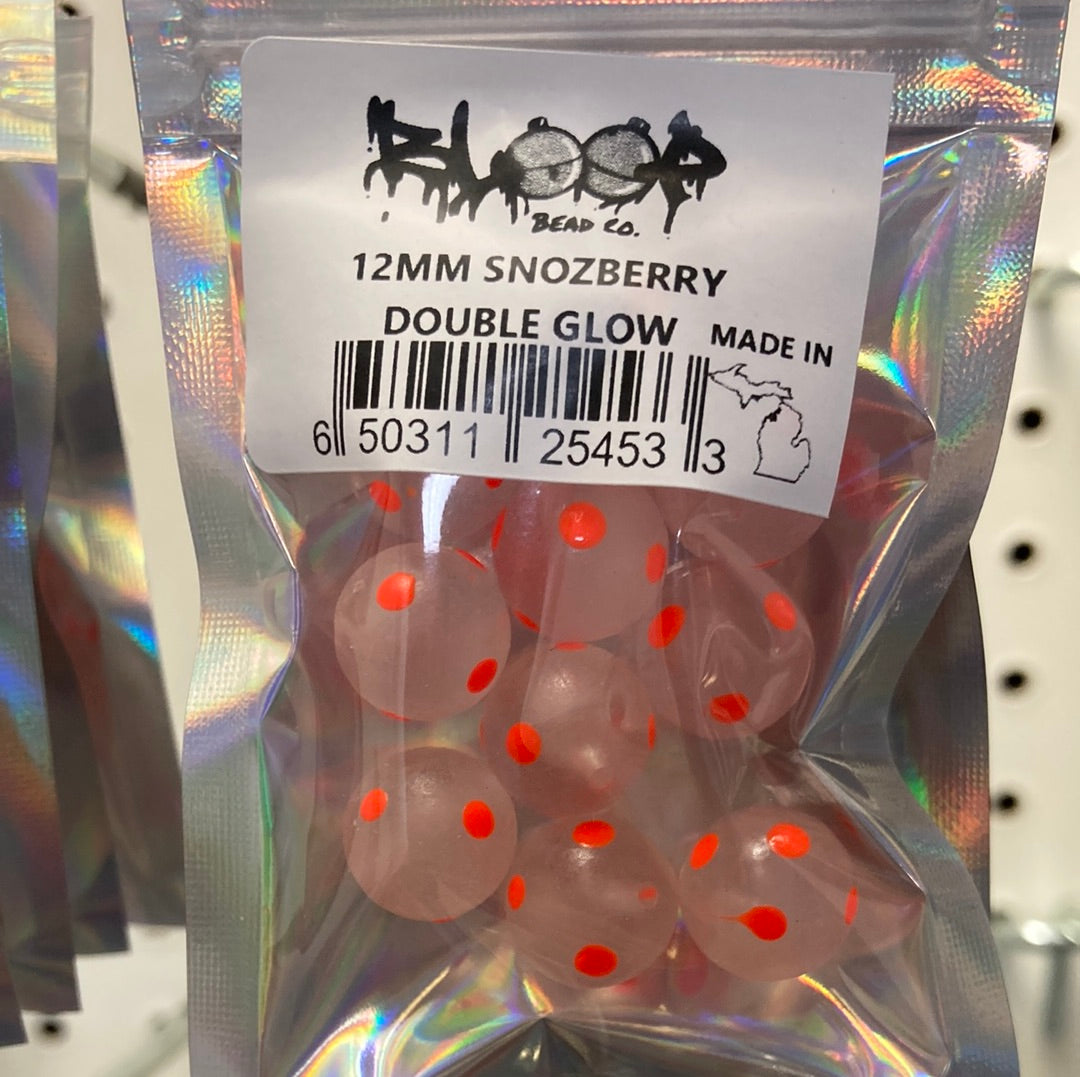 BLOOP
BEAD CO.
12MM SNOZBERRY
DOUBLE GLOW
MADE IN
6 50311 25453 3